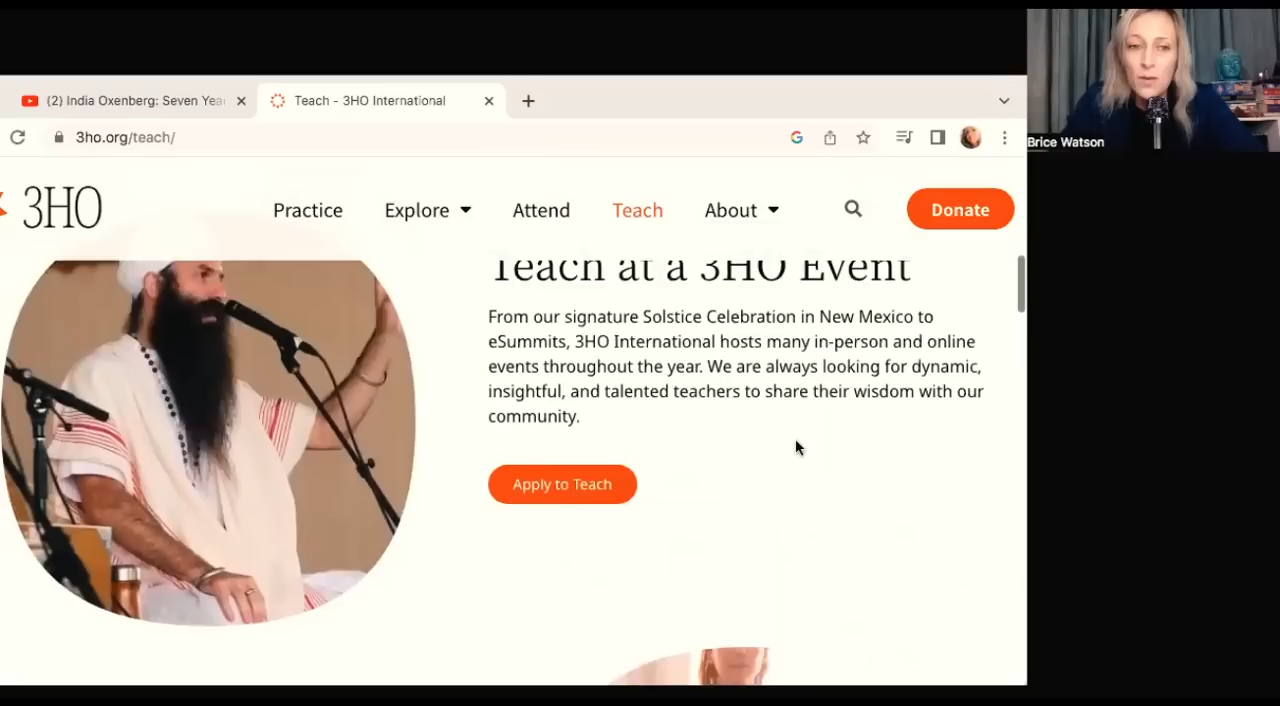 (2) India Oxenberg: Seven Yea
Teach - 3HO International
3ho.org/teach/
3HO
Practice
Explore
Attend
Teach
About
Donate
Teach at a 3HO Event
From our signature Solstice Celebration in New Mexico to
eSummits, 3HO International hosts many in-person and online
events throughout the year. We are always looking for dynamic,
insightful, and talented teachers to share their wisdom with our
community.
Apply to Teach
Brice Watson